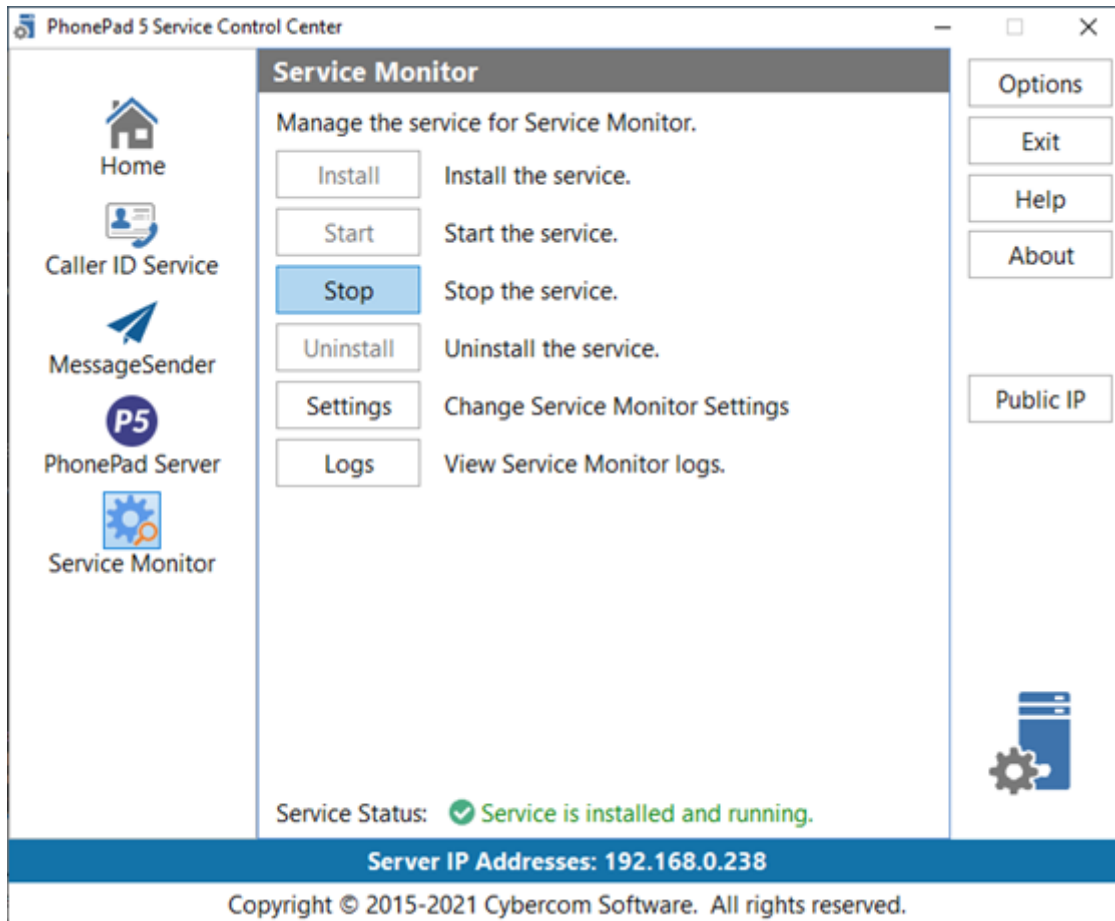 PhonePad 5 Service Control Center
Home
Caller ID Service
MessageSender
P5
PhonePad Server
Service Monitor
Service Monitor
Manage the service for Service Monitor.
Install Install the service.
Start Start the service.
Stop Stop the service.
Uninstall Uninstall the service.
Settings Change Service Monitor Settings
Logs View Service Monitor logs.
Service Status: Service is installed and running.
Options
Exit
Help
About
Public IP
Server IP Addresses: 192.168.0.238
Copyright © 2015-2021 Cybercom Software. All rights reserved.